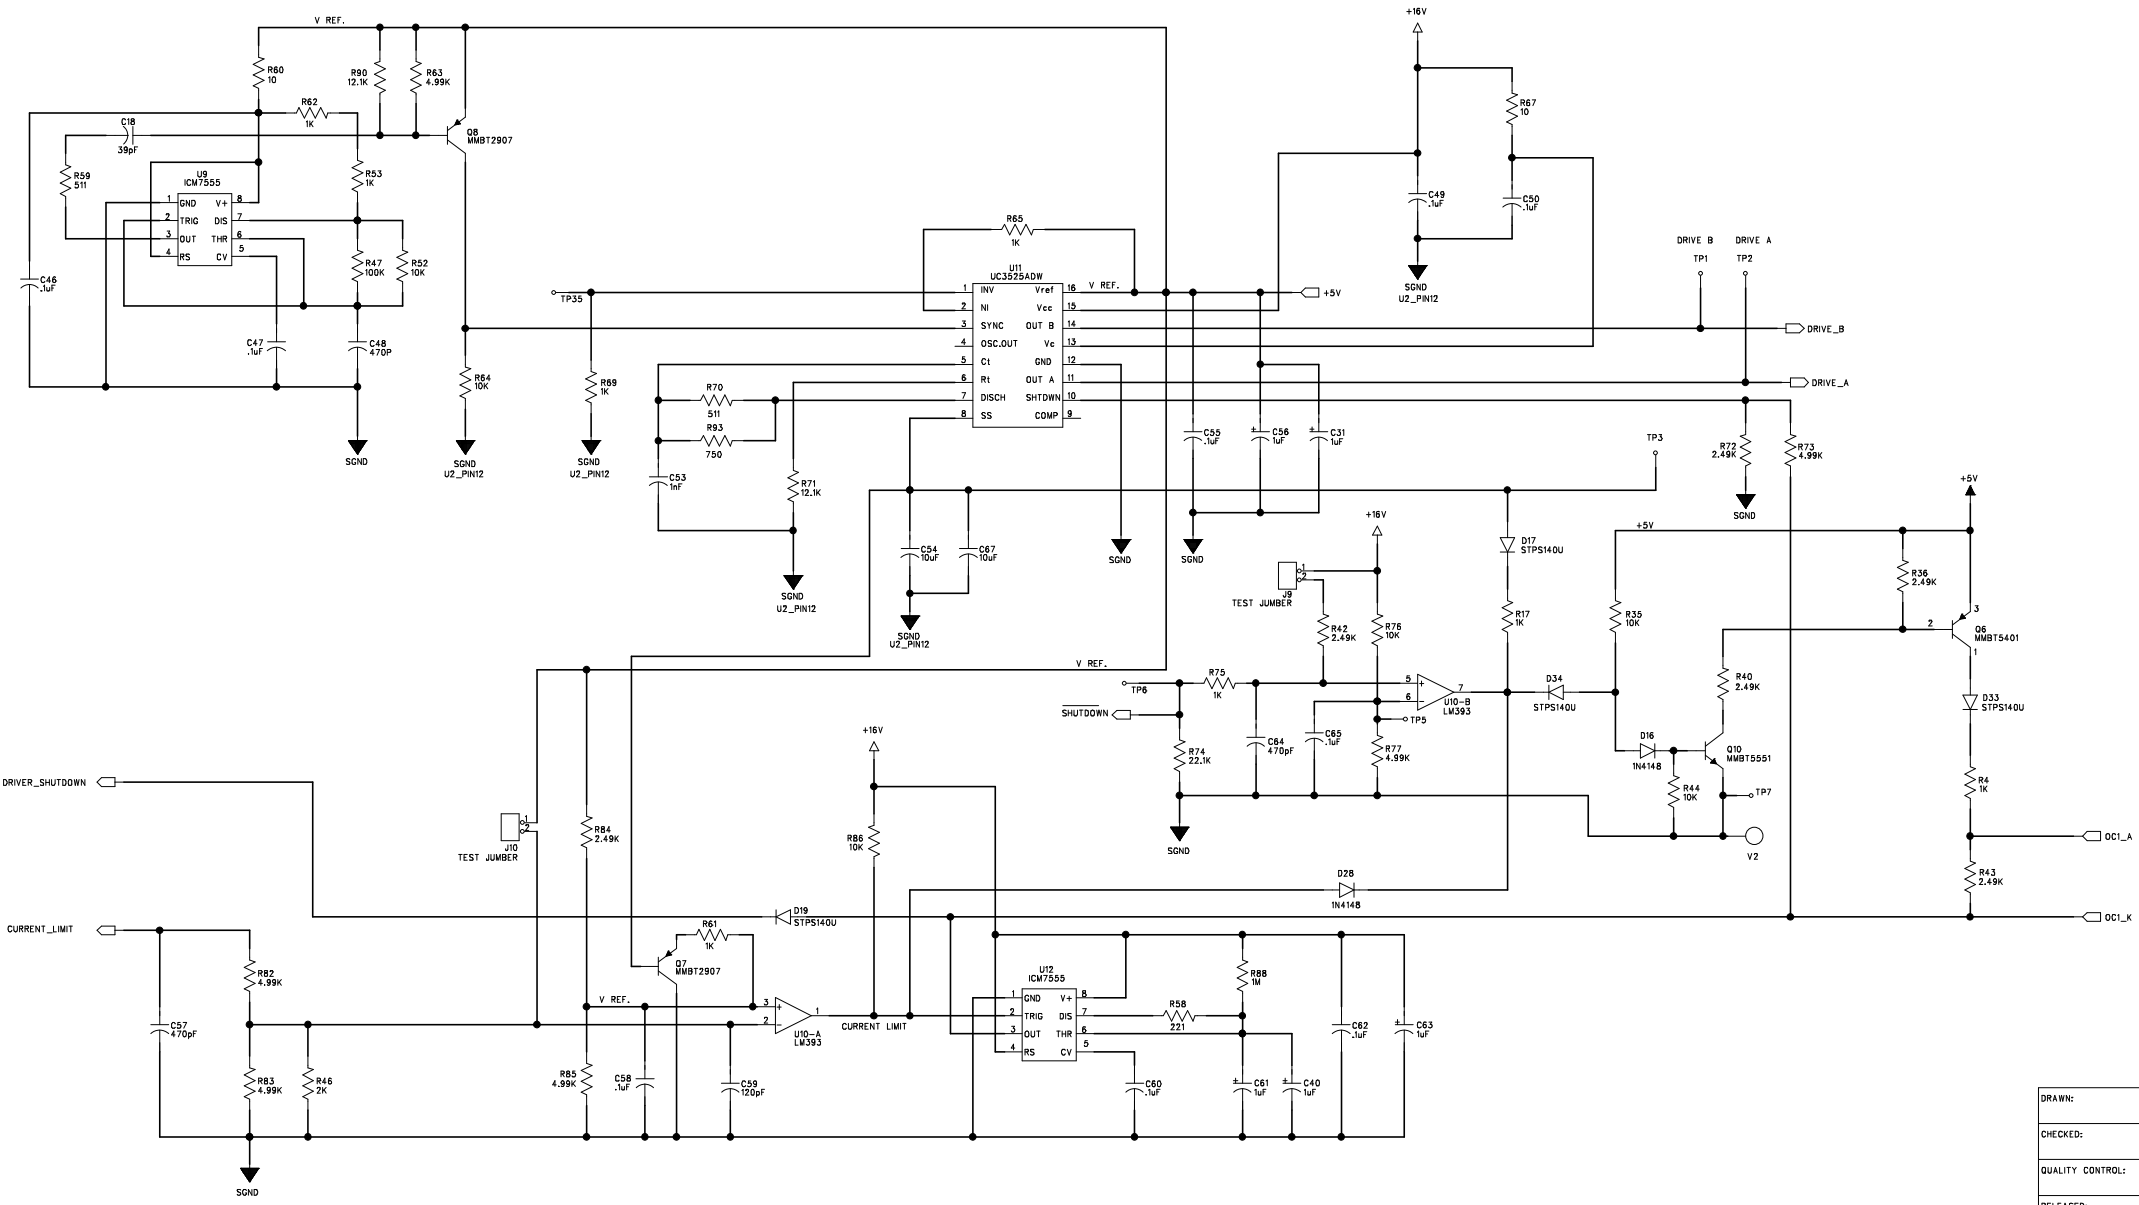 V REF.
R60
10
R90
12.1K
R63
4.99K
R62
1K
C18
39pF
Q8
MMBT2907
R59
511
R53
1K
U9
ICM7555
1 GND V+ 8
2 TRIG DIS 7
3 OUT THR 6
4 RS CV 5
R47
100K
R52
10K
C46
.1uF
C47
.1uF
C48
470P
SGND
R64
10K
SGND
U2_PIN12
TP35
R69
1K
SGND
U2_PIN12
R65
1K
U11
UC3525ADW
1 INV Vref 16
2 NI Vcc 15
3 SYNC OUT B 14
4 OSC.OUT Vc 13
5 Ct GND 12
6 Rt OUT A 11
7 DISCH SHTDWN 10
8 SS COMP 9
V REF.
+5V
R70
511
R93
750
C53
1nF
R71
12.1K
SGND
U2_PIN12
C54
10uF
C67
10uF
SGND
U2_PIN12
SGND
C55
.1uF
+
C56
1uF
+
C31
1uF
SGND
+16V
R67
10
C49
.1uF
C50
.1uF
SGND
U2_PIN12
DRIVE B
DRIVE A
TP1
TP2
DRIVE_B
DRIVE_A
TP3
R72
2.49K
R73
4.99K
SGND
+5V
+5V
+16V
D17
STPS140U
1
2
J9
TEST JUMBER
R42
2.49K
R76
10K
R17
1K
R35
10K
R36
2.49K
3
2
Q6
MMBT5401
1
TP6
R75
1K
SHUTDOWN
5 +
6 -
7
U10-B
LM393
TP5
D34
STPS140U
R40
2.49K
D33
STPS140U
R74
22.1K
C64
470pF
C65
.1uF
R77
4.99K
D16
1N4148
Q10
MMBT5551
R44
10K
TP7
R4
1K
SGND
V2
OC1_A
R43
2.49K
OC1_K
V REF.
+16V
DRIVER_SHUTDOWN
1
2
J10
TEST JUMBER
R84
2.49K
R86
10K
D28
1N4148
D19
STPS140U
CURRENT_LIMIT
R61
1K
Q7
MMBT2907
R82
4.99K
V REF.
3 +
2 -
1
U10-A
LM393
CURRENT LIMIT
C57
470pF
R83
4.99K
R46
2K
R85
4.99K
C58
.1uF
C59
120pF
U12
ICM7555
1 GND V+ 8
2 TRIG DIS 7
3 OUT THR 6
4 RS CV 5
R88
1M
R58
221
C60
.1uF
+
C61
1uF
+
C40
1uF
C62
.1uF
+
C63
1uF
SGND
DRAWN:
CHECKED:
QUALITY CONTROL: